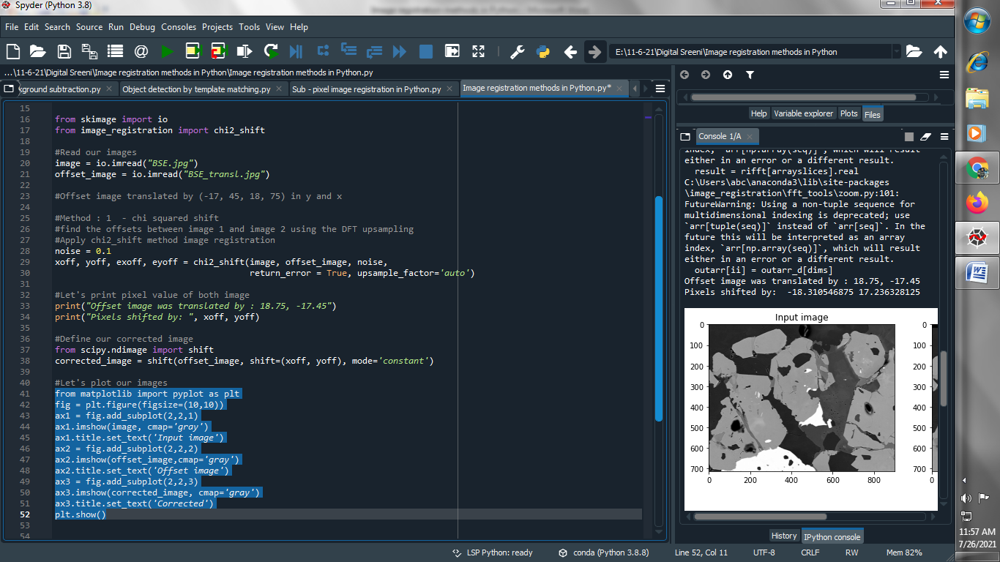 Spyder (Python 3.8)
File Edit Search Source Run Debug Consoles Projects Tools View Help
E:\11-6-21\Digital Sreeni\Image registration methods in Python
...\11-6-21\Digital Sreeni\Image registration methods in Python\Image registration methods in Python.py
kground subtraction.py Object detection by template matching.py Sub - pixel image registration in Python.py Image registration methods in Python.py*
15
16 from skimage import io
17 from image_registration import chi2_shift
18
19 #Read our images
20 image = io.imread("BSE.jpg")
21 offset_image = io.imread("BSE_transl.jpg")
22
23 #Offset image translated by (-17, 45, 18, 75) in y and x
24
25 #Method : 1  - chi squared shift
26 #find the offsets between image 1 and image 2 using the DFT upsampling
27 #Apply chi2_shift method image registration
28 noise = 0.1
29 xoff, yoff, exoff, eyoff = chi2_shift(image, offset_image, noise,
30 return_error = True, upsample_factor='auto')
31
32 #Let's print pixel value of both image
33 print("Offset image was translated by : 18.75, -17.45")
34 print("Pixels shifted by: ", xoff, yoff)
35
36 #Define our corrected image
37 from scipy.ndimage import shift
38 corrected_image = shift(offset_image, shift=(xoff, yoff), mode='constant')
39
40 #Let's plot our images
41 from matplotlib import pyplot as plt
42 fig = plt.figure(figsize=(10,10))
43 ax1 = fig.add_subplot(2,2,1)
44 ax1.imshow(image, cmap='gray')
45 ax1.title.set_text('Input image')
46 ax2 = fig.add_subplot(2,2,2)
47 ax2.imshow(offset_image,cmap='gray')
48 ax2.title.set_text('Offset image')
49 ax3 = fig.add_subplot(2,2,3)
50 ax3.imshow(corrected_image, cmap='gray')
51 ax3.title.set_text('Corrected')
52 plt.show()
53
54
Help Variable explorer Plots Files
Console 1/A
index, `arr[np.array(seq)]`, which will result
either in an error or a different result.
result = rifft[arrayslices].real
C:\Users\abc\anaconda3\lib\site-packages
\image_registration\fft_tools\zoom.py:101:
FutureWarning: Using a non-tuple sequence for
multidimensional indexing is deprecated; use
`arr[tuple(seq)]` instead of `arr[seq]`. In the
future this will be interpreted as an array
index, `arr[np.array(seq)]`, which will result
either in an error or a different result.
outarr[ii] = outarr_d[dims]
Offset image was translated by : 18.75, -17.45
Pixels shifted by:  -18.310546875 17.236328125
Input image
0 0
100 100
200 200
300 300
400 400
500 500
600 600
700 700
0 200 400 600 800 0
History IPython console
LSP Python: ready conda (Python 3.8.8) Line 52, Col 11 UTF-8 CRLF RW Mem 82%
11:57 AM
7/26/2021